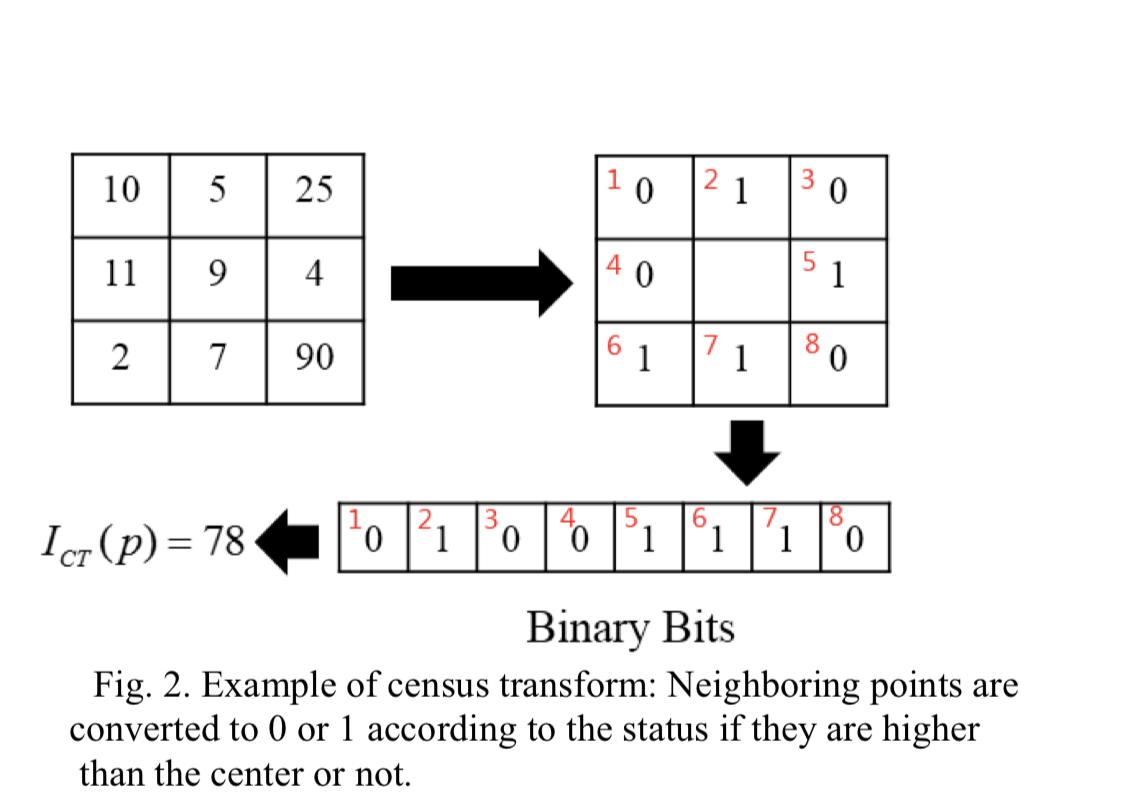 10 5 25
11 9 4
2 7 90
1 0 2 1 3 0
4 0 5 1
6 1 7 1 8 0
I_CT (p) = 78
1 0 2 1 3 0 4 0 5 1 6 1 7 1 8 0
Binary Bits
Fig. 2. Example of census transform: Neighboring points are
converted to 0 or 1 according to the status if they are higher
than the center or not.